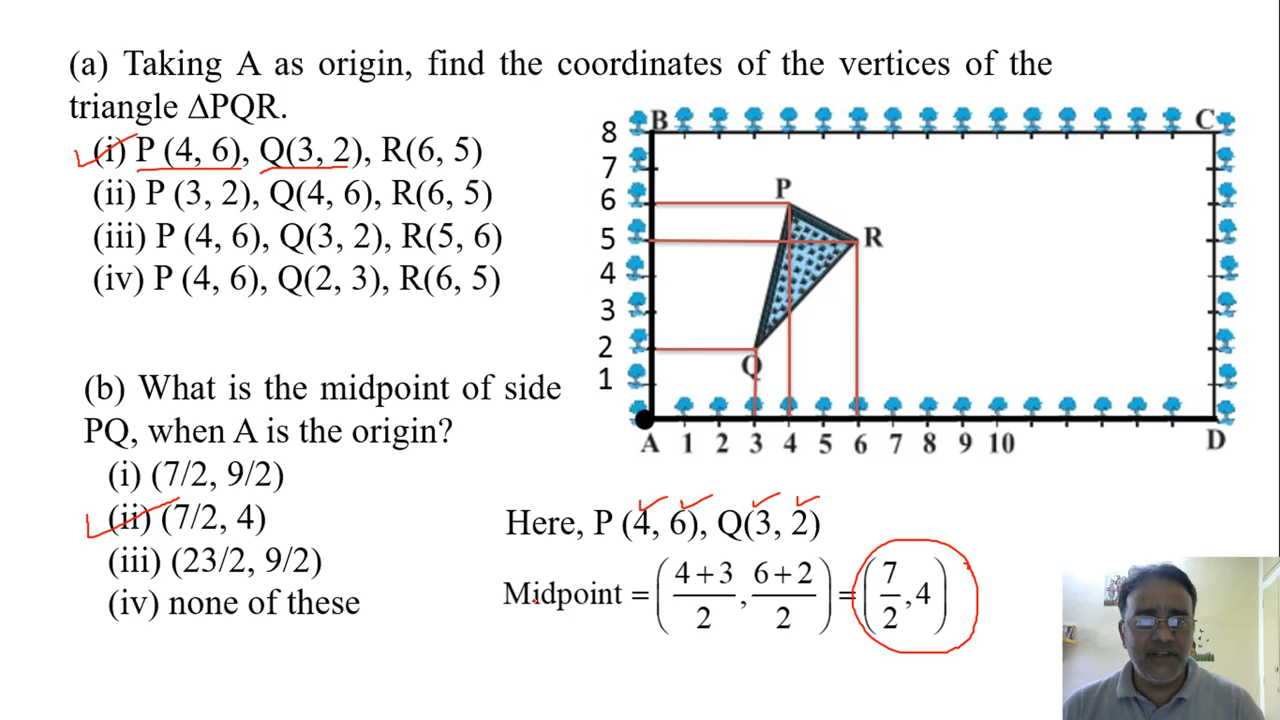 (a) Taking A as origin, find the coordinates of the vertices of the
triangle ΔPQR.
(i) P (4, 6), Q(3, 2), R(6, 5)
(ii) P (3, 2), Q(4, 6), R(6, 5)
(iii) P (4, 6), Q(3, 2), R(5, 6)
(iv) P (4, 6), Q(2, 3), R(6, 5)
B
C
8
7
6
5
4
3
2
1
P
R
Q
A 1 2 3 4 5 6 7 8 9 10 D
(b) What is the midpoint of side
PQ, when A is the origin?
(i) (7/2, 9/2)
(ii) (7/2, 4)
(iii) (23/2, 9/2)
(iv) none of these
Here, P (4, 6), Q(3, 2)
Midpoint = ( (4+3)/2 , (6+2)/2 ) = ( 7/2 , 4 )